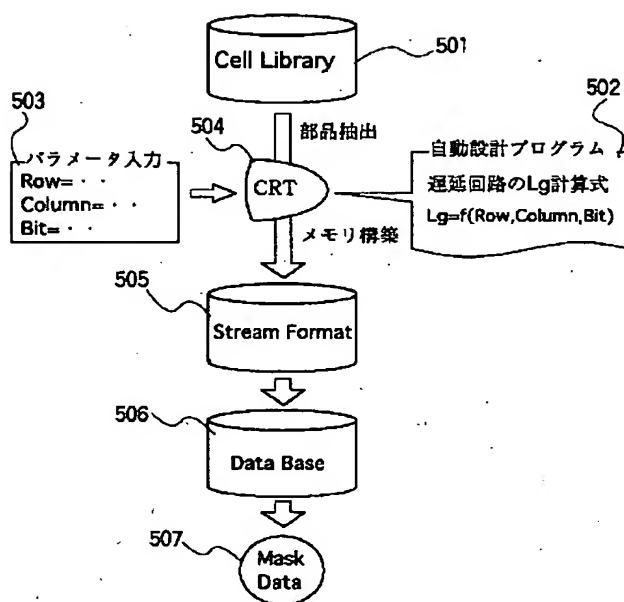 501
Cell Library
502
503
504
部品抽出
パラメータ入力
Row=・・
Column=・・
Bit=・・
CRT
自動設計プログラム
遅延回路のLg計算式
Lg=f(Row,Column,Bit)
メモリ構築
505
Stream Format
506
Data Base
507
Mask
Data